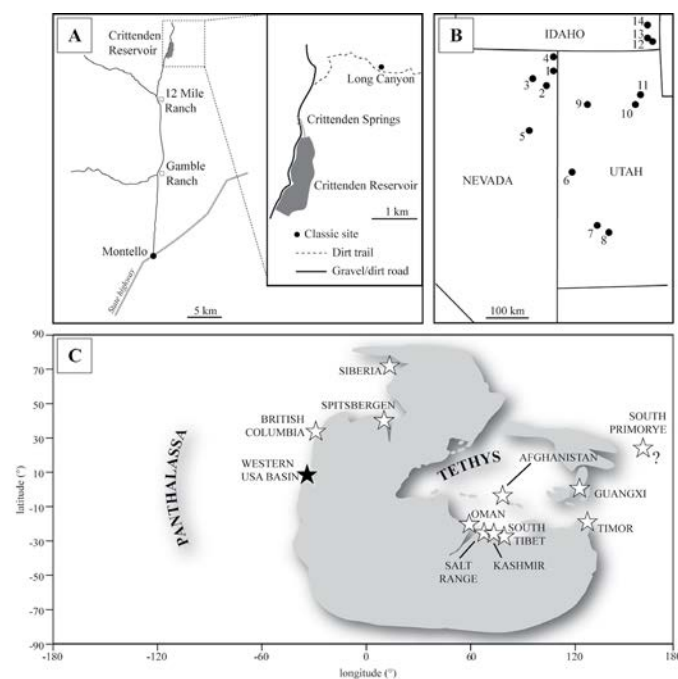 A
Crittenden
Reservoir
12 Mile
Ranch
Gamble
Ranch
Montello
State highway
5 km
Long Canyon
Crittenden Springs
Crittenden Reservoir
1 km
Classic site
Dirt trail
Gravel/dirt road
B
IDAHO
14
13
12
4
1
3
2
11
9
10
5
NEVADA
UTAH
6
7
8
100 km
C
latitude (°)
90
70
50
30
10
-10
-30
-50
-70
-90
SIBERIA
SPITSBERGEN
BRITISH
COLUMBIA
SOUTH
PRIMORYE
?
WESTERN
USA BASIN
PANTHALASSA
TETHYS
AFGHANISTAN
GUANGXI
OMAN
SOUTH
TIBET
TIMOR
SALT
RANGE
KASHMIR
-180
-120
-60
0
60
120
180
longitude (°)